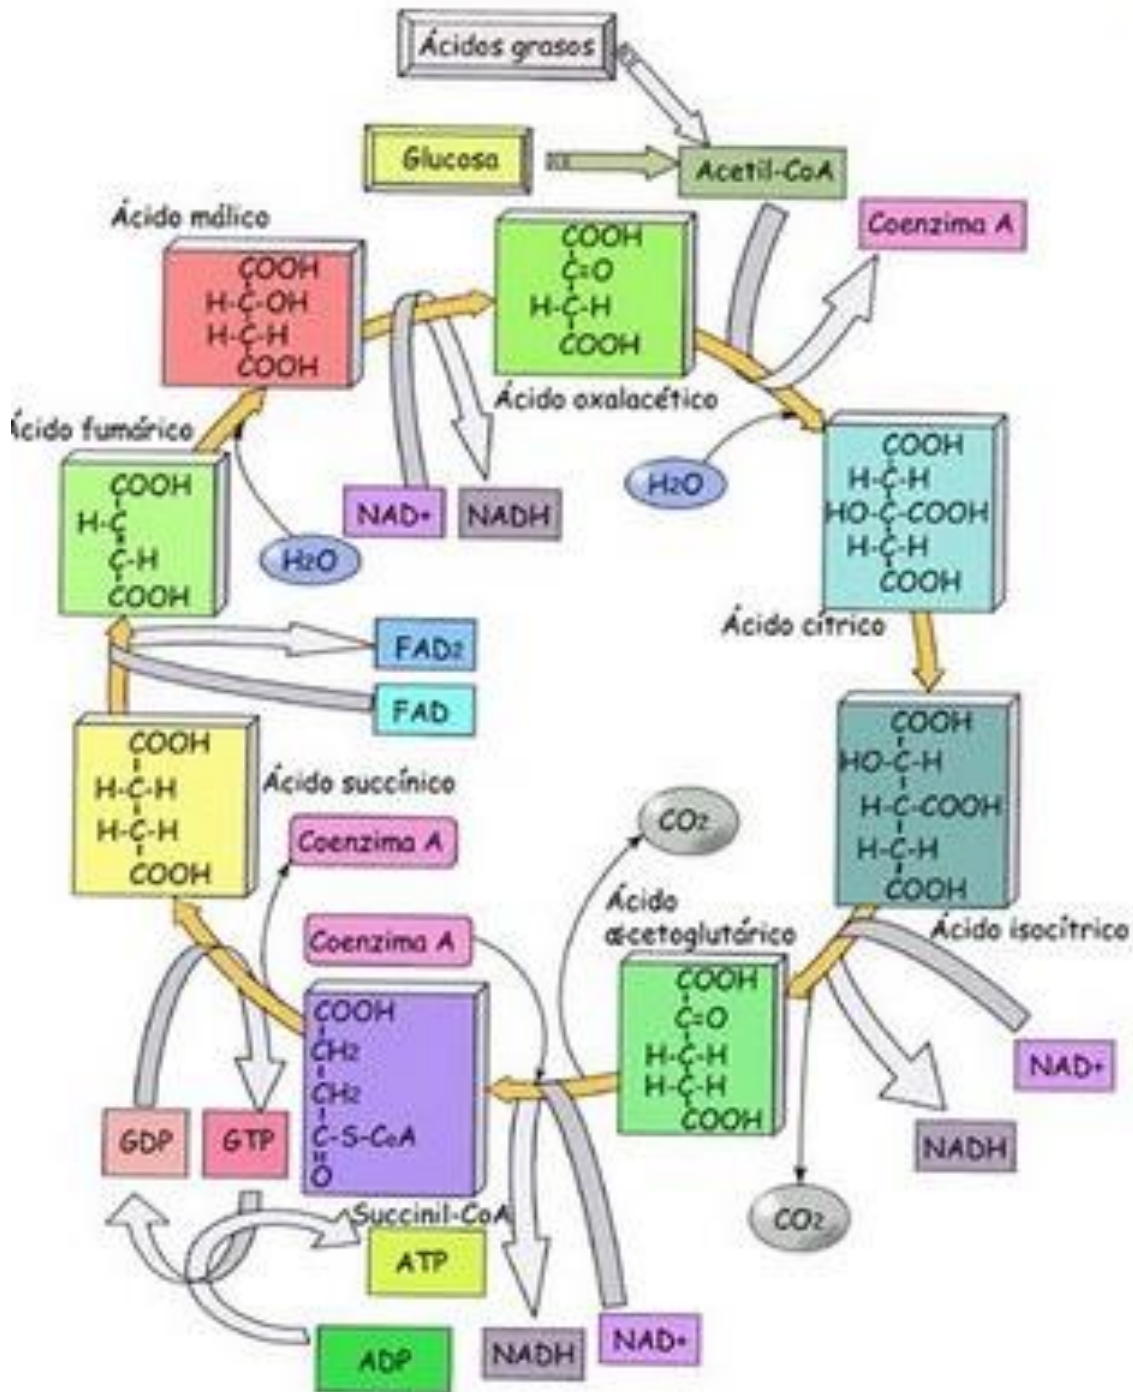 Ácidos grasos
Glucosa
Acetil-CoA
Coenzima A
Ácido málico
COOH
H-C-OH
H-C-H
COOH
COOH
C=O
H-C-H
COOH
Ácido oxalacético
Ácido fumárico
COOH
H-C
C-H
COOH
H2O
NAD+
NADH
H2O
COOH
H-C-H
HO-C-COOH
H-C-H
COOH
Ácido cítrico
FAD2
FAD
COOH
H-C-H
H-C-H
COOH
Ácido succínico
Coenzima A
Coenzima A
CO2
COOH
HO-C-H
H-C-COOH
H-C-H
COOH
Ácido isocítrico
Ácido
α-cetoglutárico
COOH
C=O
H-C-H
H-C-H
COOH
NAD+
NADH
CO2
COOH
CH2
CH2
C-S-CoA
O
Succinil-CoA
GDP
GTP
ATP
ADP
NADH
NAD+